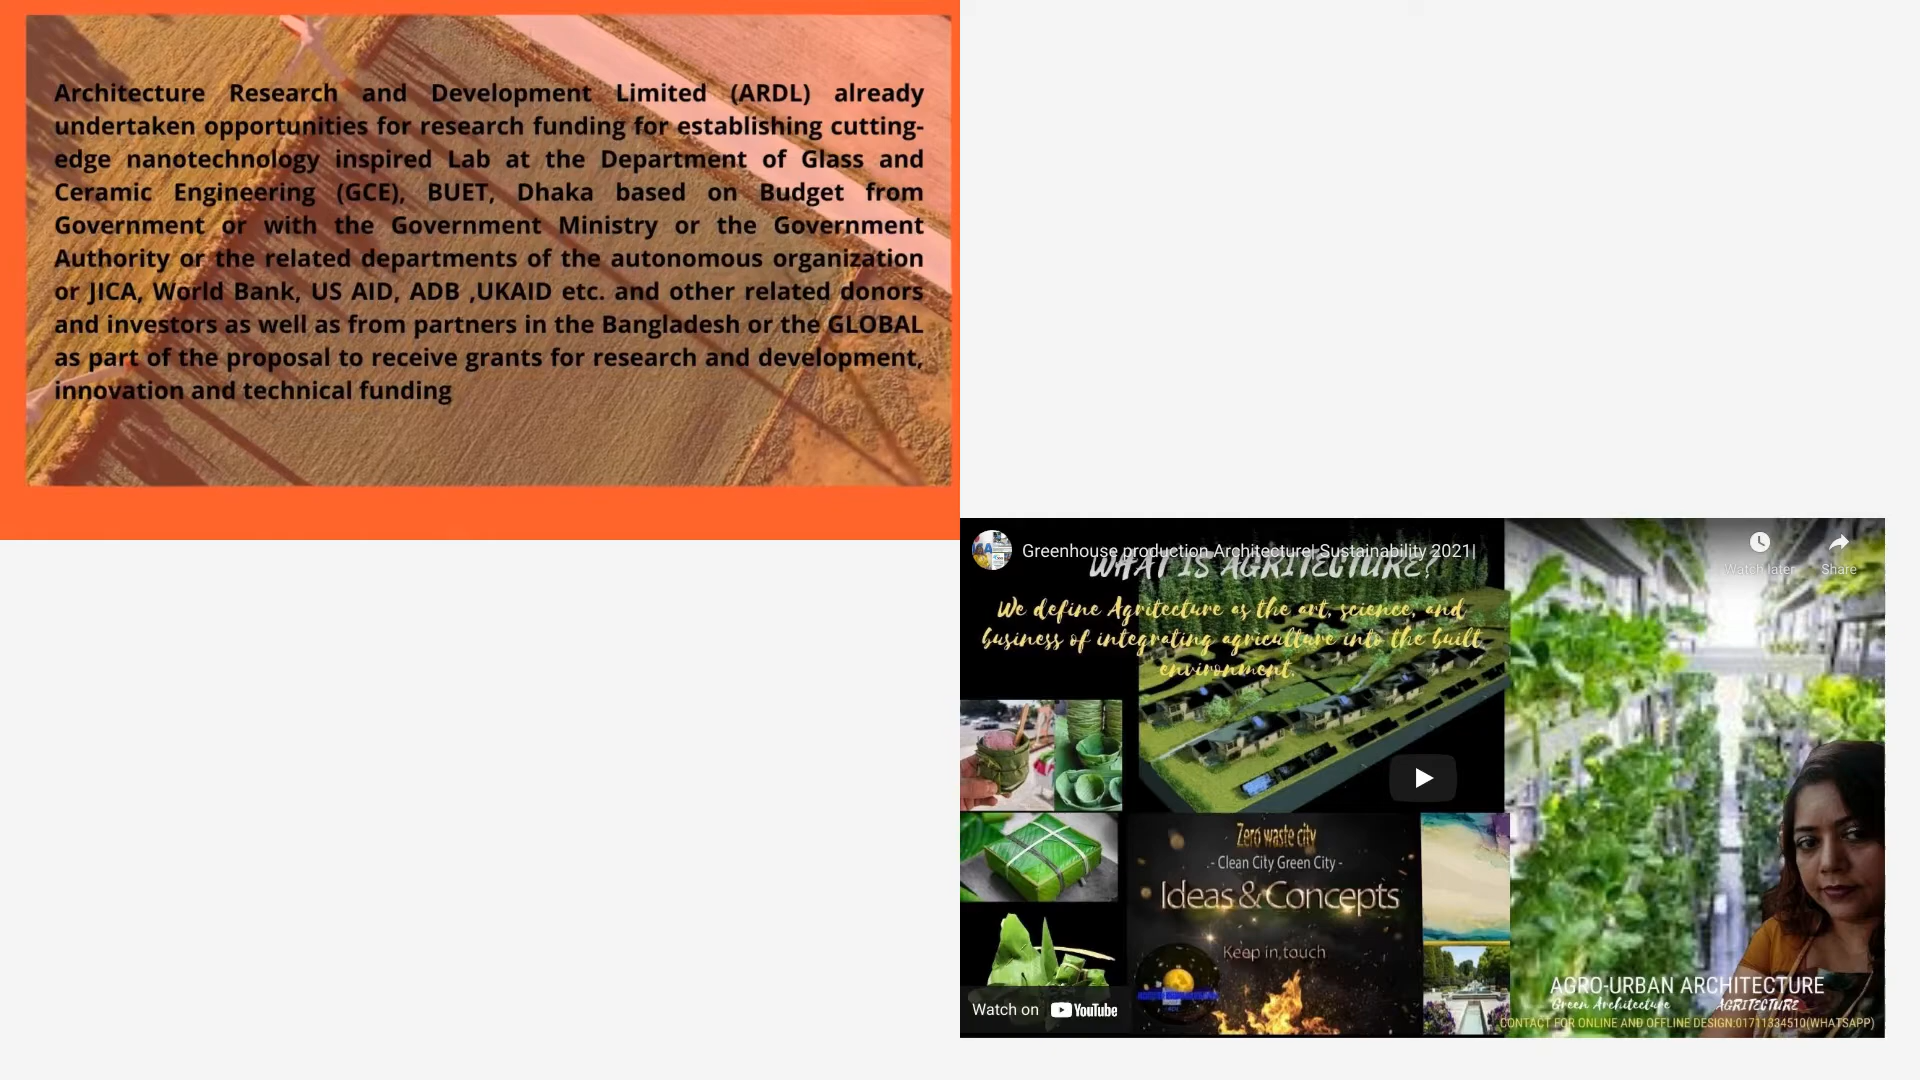 Architecture Research and Development Limited (ARDL) already
undertaken opportunities for research funding for establishing cutting-
edge nanotechnology inspired Lab at the Department of Glass and
Ceramic Engineering (GCE), BUET, Dhaka based on Budget from
Government or with the Government Ministry or the Government
Authority or the related departments of the autonomous organization
or JICA, World Bank, US AID, ADB ,UKAID etc. and other related donors
and investors as well as from partners in the Bangladesh or the GLOBAL
as part of the proposal to receive grants for research and development,
innovation and technical funding
Greenhouse production Architecture| Sustainability 2021|
Watch later
Share
WHAT IS AGRITECTURE?
We define Agritecture as the art, science, and
business of integrating agriculture into the built
environment.
Zero waste city
- Clean City Green City -
Ideas & Concepts
Keep in touch
Watch on YouTube
AGRO-URBAN ARCHITECTURE
Green Architecture AGRITECTURE
CONTACT FOR ONLINE AND OFFLINE DESIGN:01711334510(WHATSAPP)